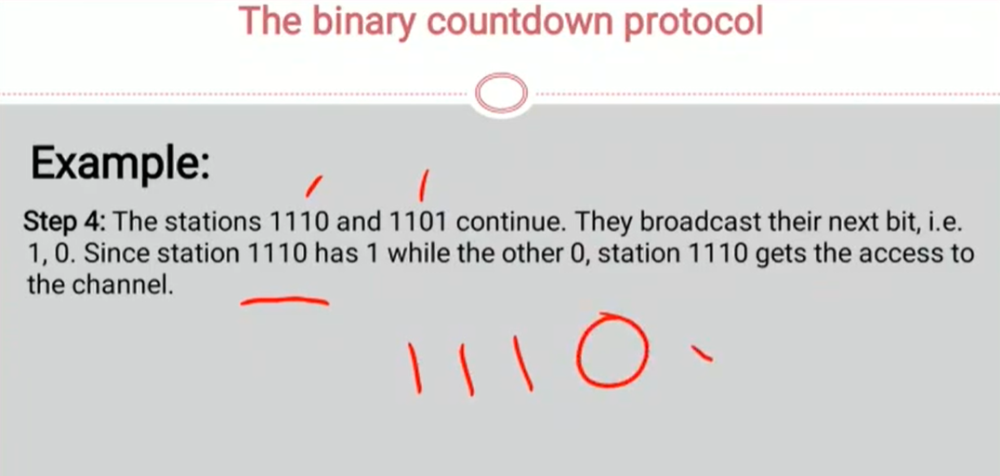 The binary countdown protocol
Example:
Step 4: The stations 1110 and 1101 continue. They broadcast their next bit, i.e.
1, 0. Since station 1110 has 1 while the other 0, station 1110 gets the access to
the channel.
1110